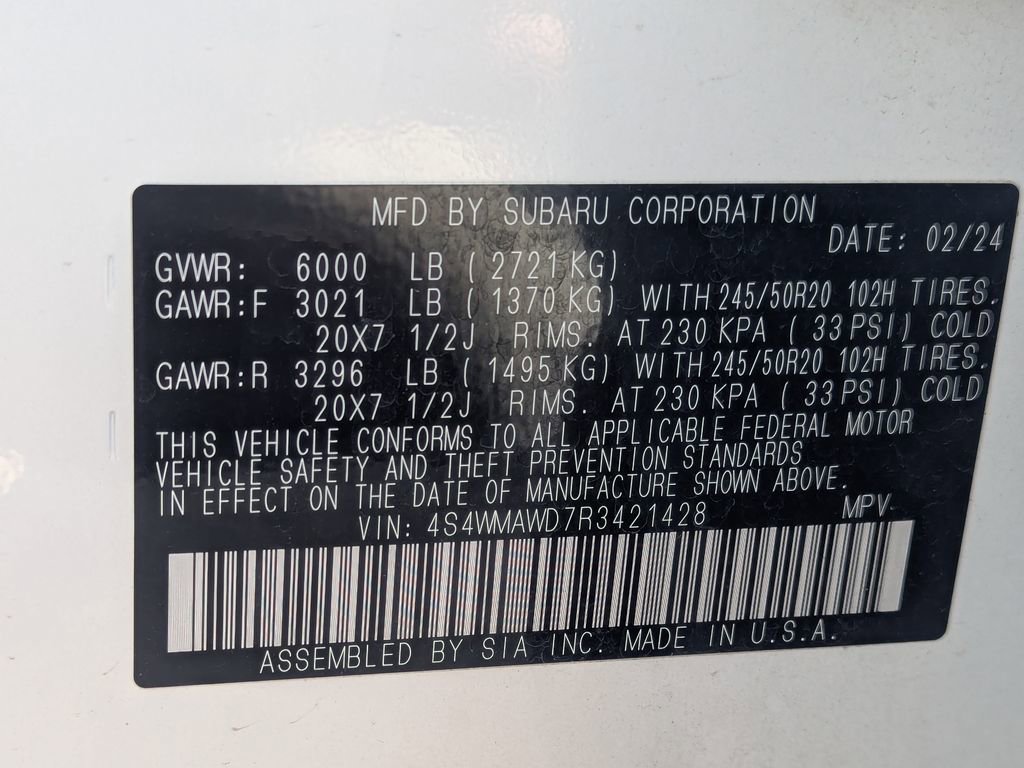 MFD BY SUBARU CORPORATION
DATE: 02/24
GVWR: 6000 LB ( 2721 KG)
GAWR:F 3021 LB ( 1370 KG) WITH 245/50R20 102H TIRES.
20X7 1/2J RIMS. AT 230 KPA ( 33 PSI) COLD
GAWR:R 3296 LB ( 1495 KG) WITH 245/50R20 102H TIRES.
20X7 1/2J RIMS. AT 230 KPA ( 33 PSI) COLD
THIS VEHICLE CONFORMS TO ALL APPLICABLE FEDERAL MOTOR
VEHICLE SAFETY AND THEFT PREVENTION STANDARDS
IN EFFECT ON THE DATE OF MANUFACTURE SHOWN ABOVE.
VIN: 4S4WMAWD7R3421428 MPV
ASSEMBLED BY SIA INC. MADE IN U.S.A.